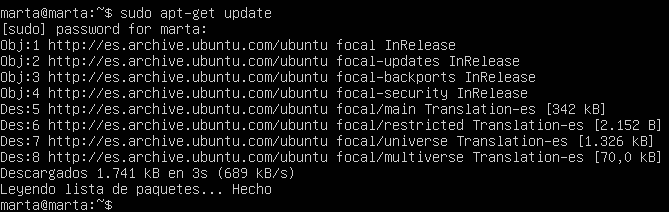 marta@marta:~$ sudo apt-get update
[sudo] password for marta:
Obj:1 http://es.archive.ubuntu.com/ubuntu focal InRelease
Obj:2 http://es.archive.ubuntu.com/ubuntu focal-updates InRelease
Obj:3 http://es.archive.ubuntu.com/ubuntu focal-backports InRelease
Obj:4 http://es.archive.ubuntu.com/ubuntu focal-security InRelease
Des:5 http://es.archive.ubuntu.com/ubuntu focal/main Translation-es [342 kB]
Des:6 http://es.archive.ubuntu.com/ubuntu focal/restricted Translation-es [2.152 B]
Des:7 http://es.archive.ubuntu.com/ubuntu focal/universe Translation-es [1.326 kB]
Des:8 http://es.archive.ubuntu.com/ubuntu focal/multiverse Translation-es [70,0 kB]
Descargados 1.741 kB en 3s (689 kB/s)
Leyendo lista de paquetes... Hecho
marta@marta:~$